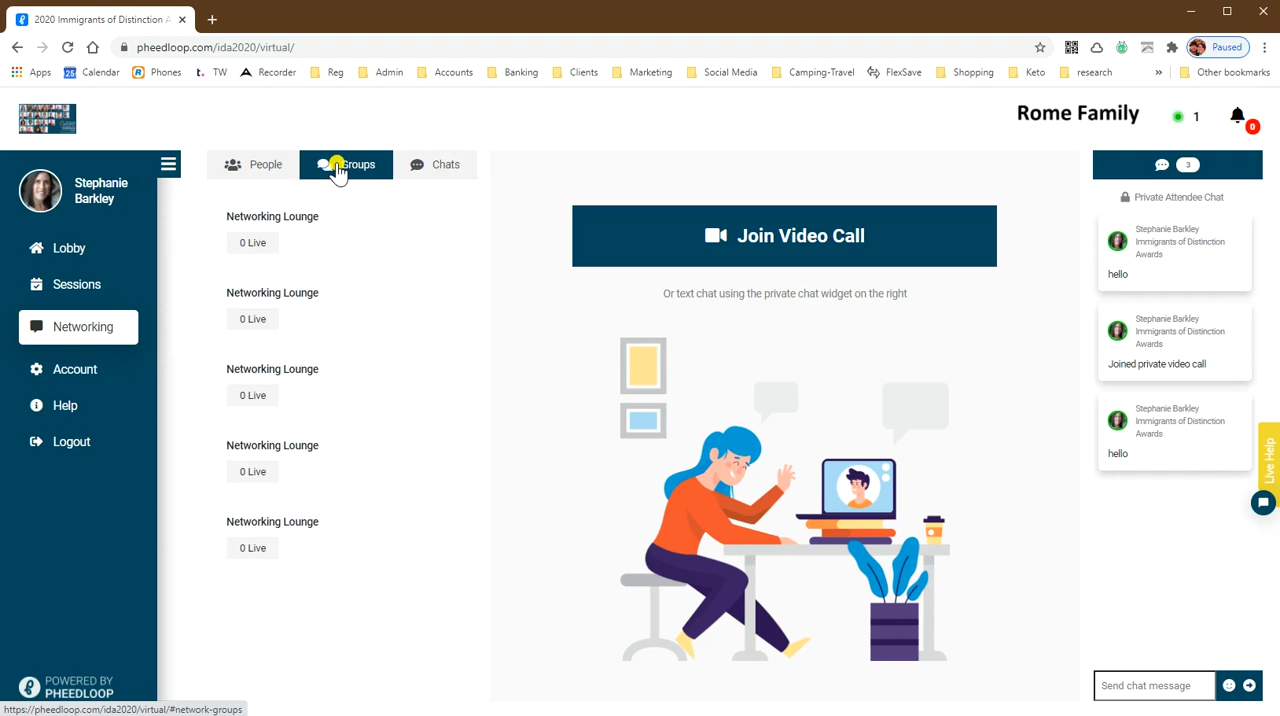 2020 Immigrants of Distinction A
pheedloop.com/ida2020/virtual/
Paused
Apps
Calendar
Phones
t. TW
Recorder
Reg
Admin
Accounts
Banking
Clients
Marketing
Social Media
Camping-Travel
FlexSave
Shopping
Keto
research
»
Other bookmarks
Rome Family
1
0
Stephanie
Barkley
Lobby
Sessions
Networking
Account
Help
Logout
POWERED BY
PHEEDLOOP
https://pheedloop.com/ida2020/virtual/#network-groups
People
Groups
Chats
Networking Lounge
0 Live
Networking Lounge
0 Live
Networking Lounge
0 Live
Networking Lounge
0 Live
Networking Lounge
0 Live
Join Video Call
Or text chat using the private chat widget on the right
3
Private Attendee Chat
Stephanie Barkley
Immigrants of Distinction
Awards
hello
Stephanie Barkley
Immigrants of Distinction
Awards
Joined private video call
Stephanie Barkley
Immigrants of Distinction
Awards
hello
Live Help
Send chat message